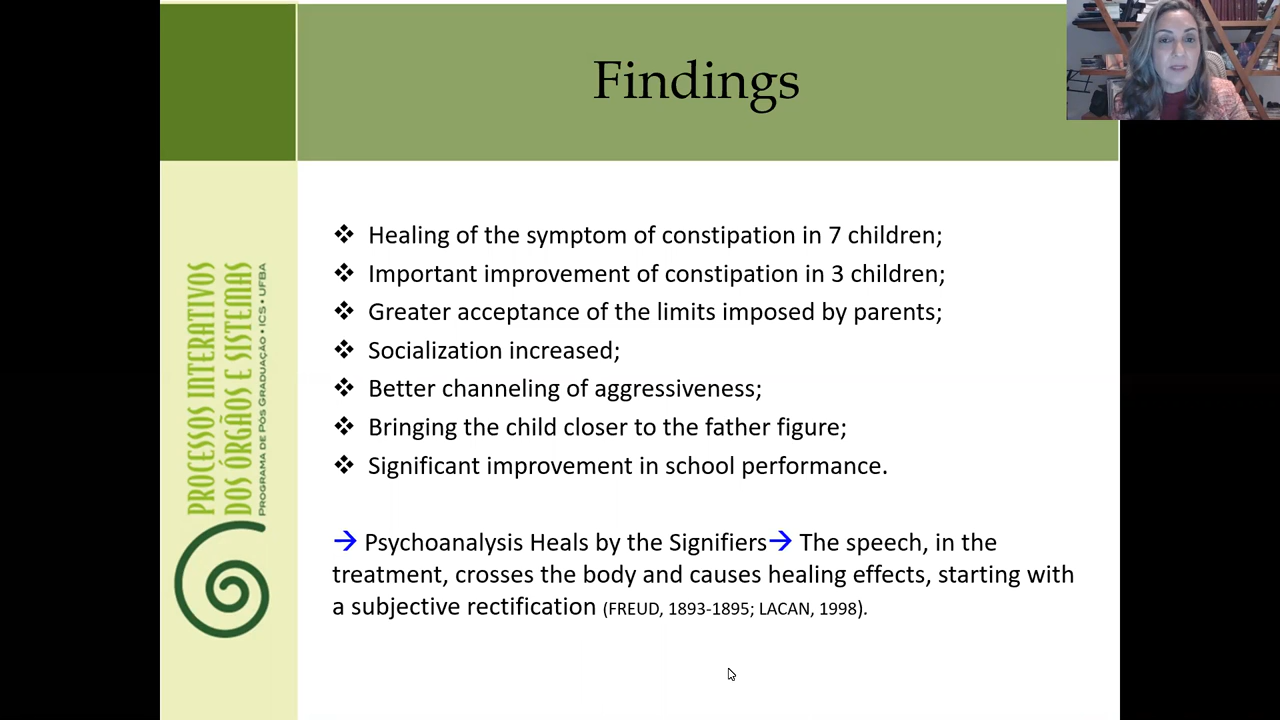 Findings
❖ Healing of the symptom of constipation in 7 children;
❖ Important improvement of constipation in 3 children;
❖ Greater acceptance of the limits imposed by parents;
❖ Socialization increased;
❖ Better channeling of aggressiveness;
❖ Bringing the child closer to the father figure;
❖ Significant improvement in school performance.
→ Psychoanalysis Heals by the Signifiers→ The speech, in the
treatment, crosses the body and causes healing effects, starting with
a subjective rectification (FREUD, 1893-1895; LACAN, 1998).
PROCESSOS INTERATIVOS
DOS ÓRGÃOS E SISTEMAS
PROGRAMA DE PÓS GRADUAÇÃO • ICS • UFBA